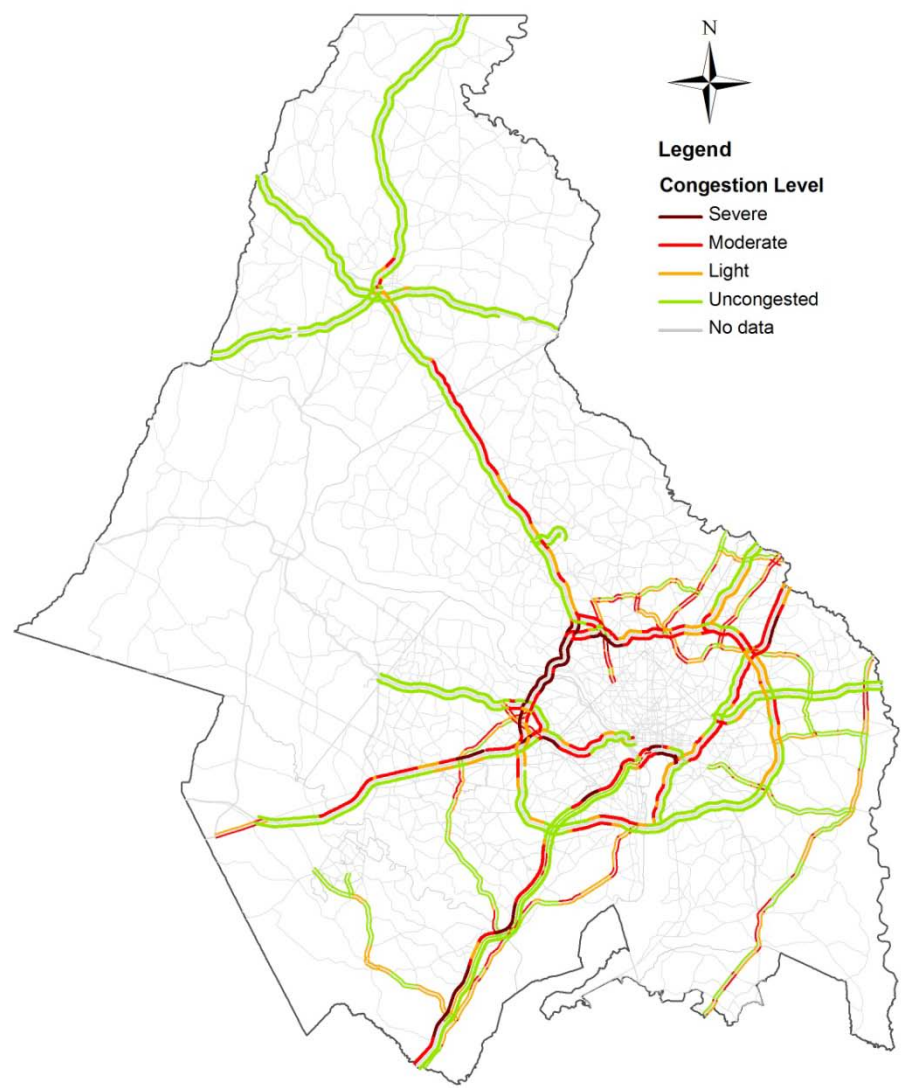 N
Legend
Congestion Level
Severe
Moderate
Light
Uncongested
No data